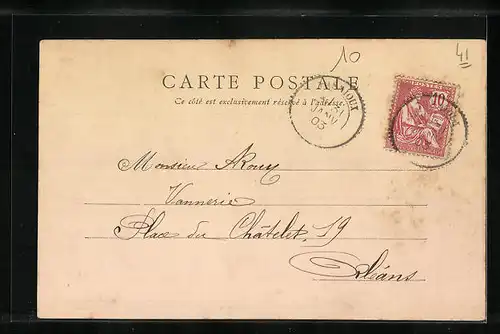 10
41
CARTE POSTALE
Ce côté est exclusivement réservé à l'adresse
JANV
03
10
Monsieur
Vannerie
Place du Châtelet, 19
Orléans